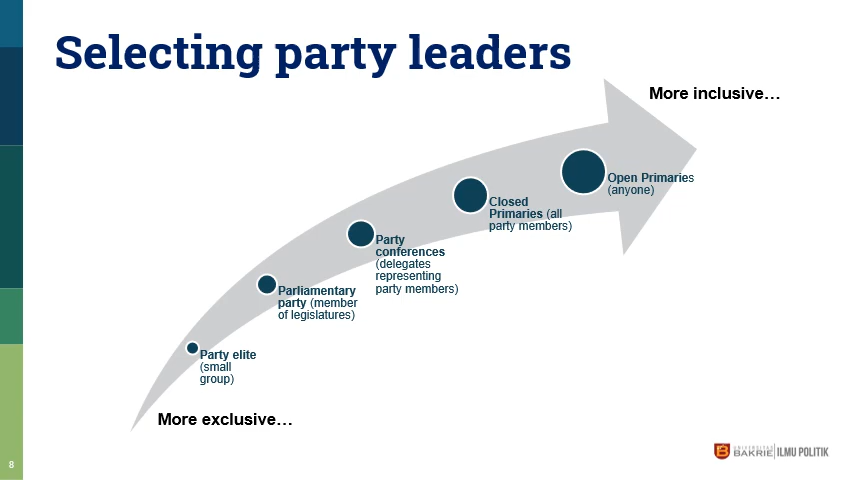 Selecting party leaders
More inclusive…
Open Primaries
(anyone)
Closed
Primaries (all
party members)
Party
conferences
(delegates
representing
party members)
Parliamentary
party (member
of legislatures)
Party elite
(small
group)
More exclusive…
8
UNIVERSITAS
BAKRIE
ILMU POLITIK